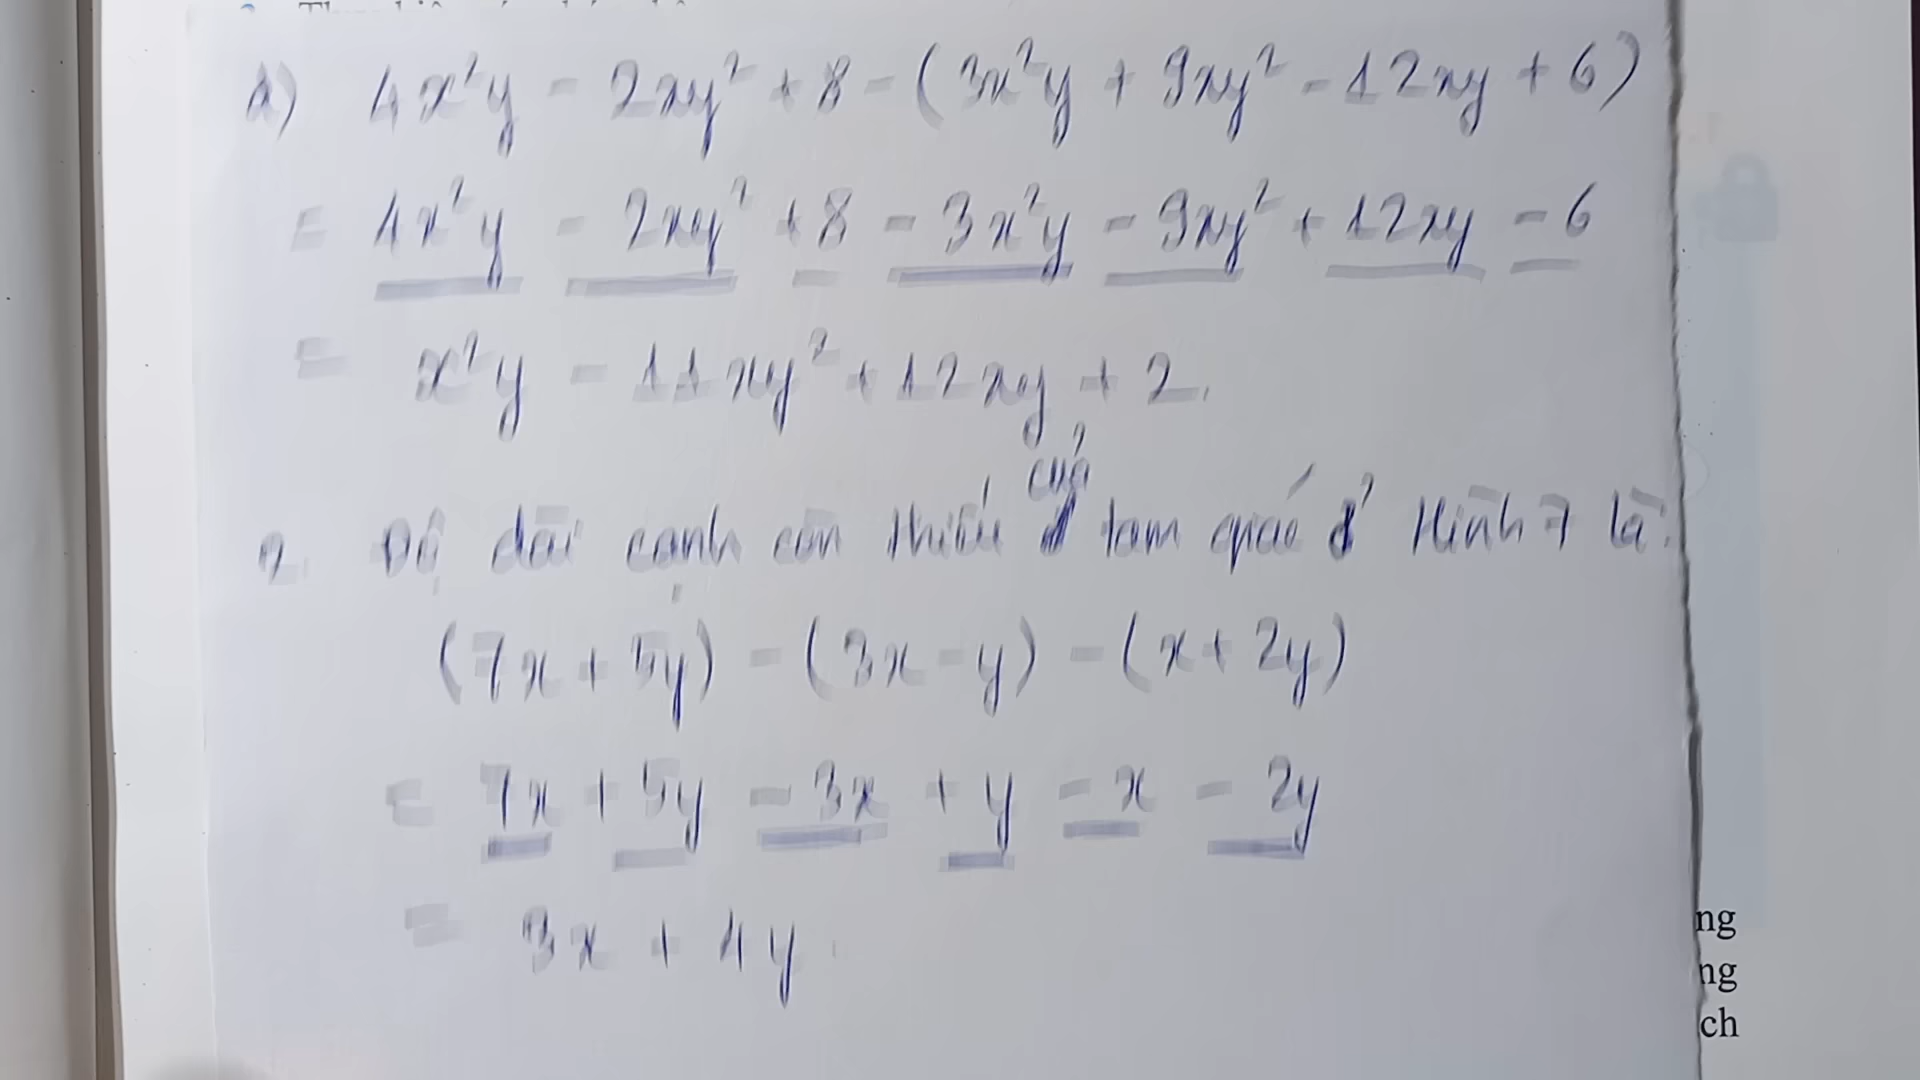 d) 4x²y - 2xy² + 8 - (3x²y + 9xy² - 12xy + 6)
= 4x²y - 2xy² + 8 - 3x²y - 9xy² + 12xy - 6
= x²y - 11xy² + 12xy + 2.
2. Độ dài cạnh còn thiếu của tam giác ở Hình 7 là:
(7x + 5y) - (3x - y) - (x + 2y)
= 7x + 5y - 3x + y - x - 2y
= 3x + 4y.
ng
ng
ch